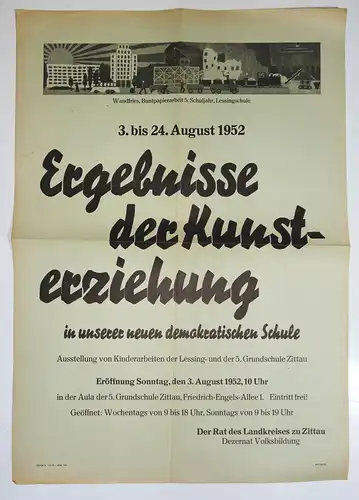 Wandfries, Buntpapierarbeit 5. Schuljahr, Lessingschule
3. bis 24. August 1952
Ergebnisse
der Kunst-
erziehung
in unserer neuen demokratischen Schule
Ausstellung von Kinderarbeiten der Lessing- und der 5. Grundschule Zittau
Eröffnung Sonntag, den 3. August 1952, 10 Uhr
in der Aula der 5. Grundschule Zittau, Friedrich-Engels-Allee 1. Eintritt frei!
Geöffnet: Wochentags von 9 bis 18 Uhr, Sonntags von 9 bis 19 Uhr
Der Rat des Landkreises zu Zittau
Dezernat Volksbildung